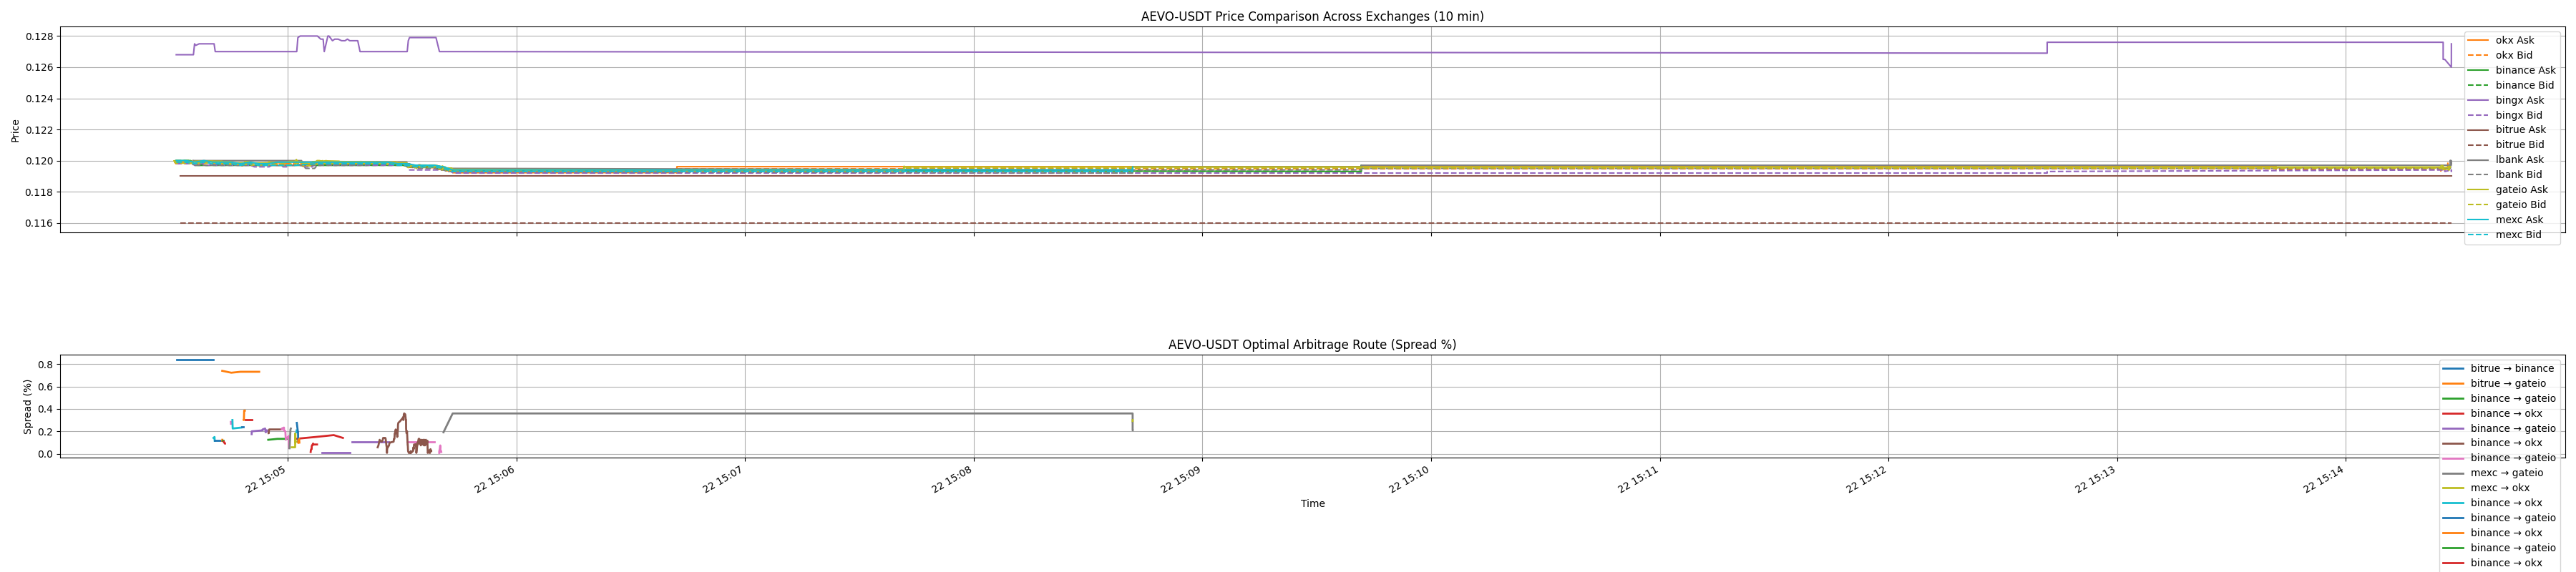 AEVO-USDT Price Comparison Across Exchanges (10 min)
0.128
0.126
0.124
0.122
0.120
0.118
0.116
Price
okx Ask
okx Bid
binance Ask
binance Bid
bingx Ask
bingx Bid
bitrue Ask
bitrue Bid
lbank Ask
lbank Bid
gateio Ask
gateio Bid
mexc Ask
mexc Bid
AEVO-USDT Optimal Arbitrage Route (Spread %)
0.8
0.6
0.4
0.2
0.0
Spread (%)
bitrue → binance
bitrue → gateio
binance → gateio
binance → okx
binance → gateio
binance → okx
binance → gateio
mexc → gateio
mexc → okx
binance → okx
binance → gateio
binance → okx
binance → gateio
binance → okx
22 15:05
22 15:06
22 15:07
22 15:08
22 15:09
22 15:10
22 15:11
22 15:12
22 15:13
22 15:14
Time